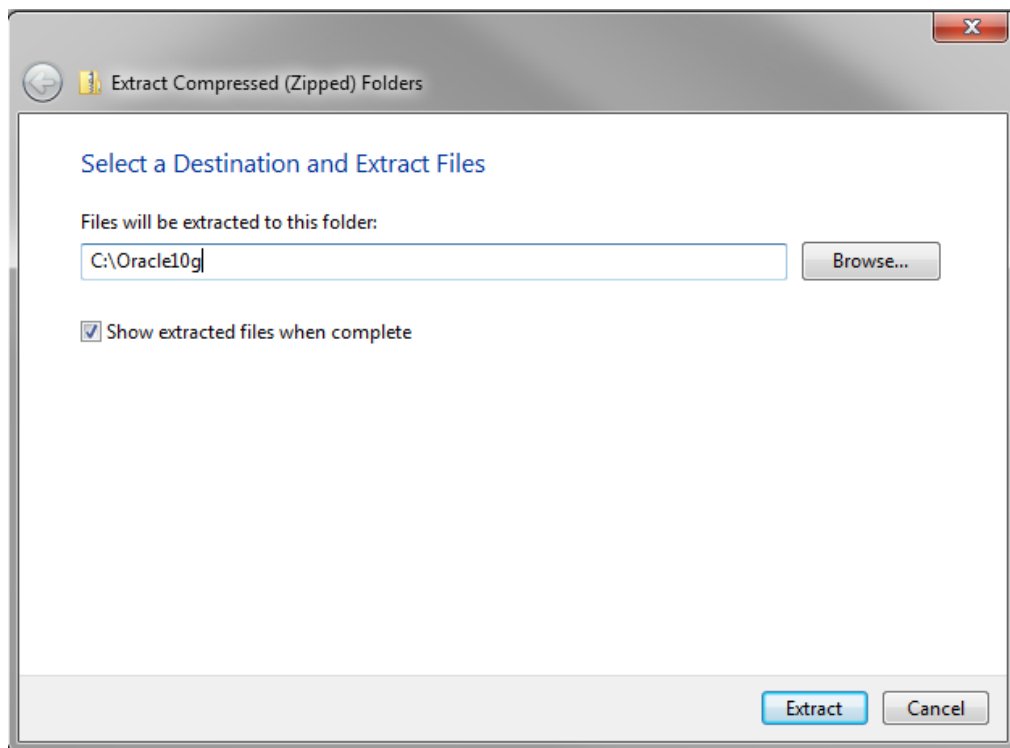 Extract Compressed (Zipped) Folders
Select a Destination and Extract Files
Files will be extracted to this folder:
C:\Oracle10g
Browse...
Show extracted files when complete
Extract
Cancel